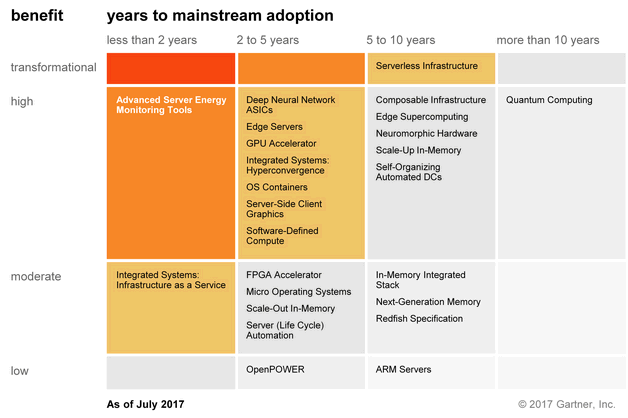 benefit
years to mainstream adoption
less than 2 years
2 to 5 years
5 to 10 years
more than 10 years
transformational
Serverless Infrastructure
high
Advanced Server Energy
Monitoring Tools
Deep Neural Network
ASICs
Edge Servers
GPU Accelerator
Integrated Systems:
Hyperconvergence
OS Containers
Server-Side Client
Graphics
Software-Defined
Compute
Composable Infrastructure
Edge Supercomputing
Neuromorphic Hardware
Scale-Up In-Memory
Self-Organizing
Automated DCs
Quantum Computing
moderate
Integrated Systems:
Infrastructure as a Service
FPGA Accelerator
Micro Operating Systems
Scale-Out In-Memory
Server (Life Cycle)
Automation
In-Memory Integrated
Stack
Next-Generation Memory
Redfish Specification
low
OpenPOWER
ARM Servers
As of July 2017
© 2017 Gartner, Inc.